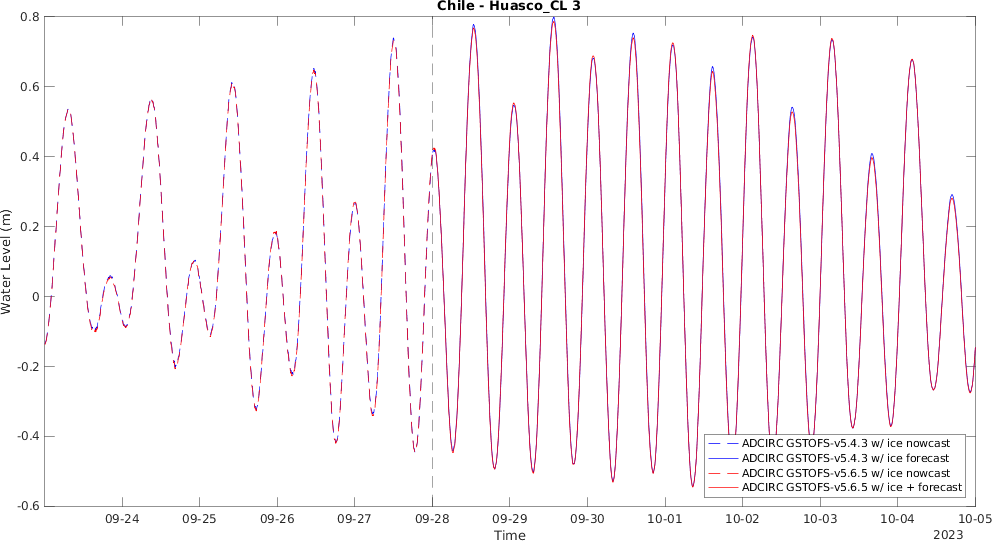 Chile - Huasco_CL 3
0.8
0.6
0.4
0.2
0
-0.2
-0.4
-0.6
Water Level (m)
ADCIRC GSTOFS-v5.4.3 w/ ice nowcast
ADCIRC GSTOFS-v5.4.3 w/ ice forecast
ADCIRC GSTOFS-v5.6.5 w/ ice nowcast
ADCIRC GSTOFS-v5.6.5 w/ ice + forecast
09-24 09-25 09-26 09-27 09-28 09-29 09-30 10-01 10-02 10-03 10-04 10-05
Time
2023